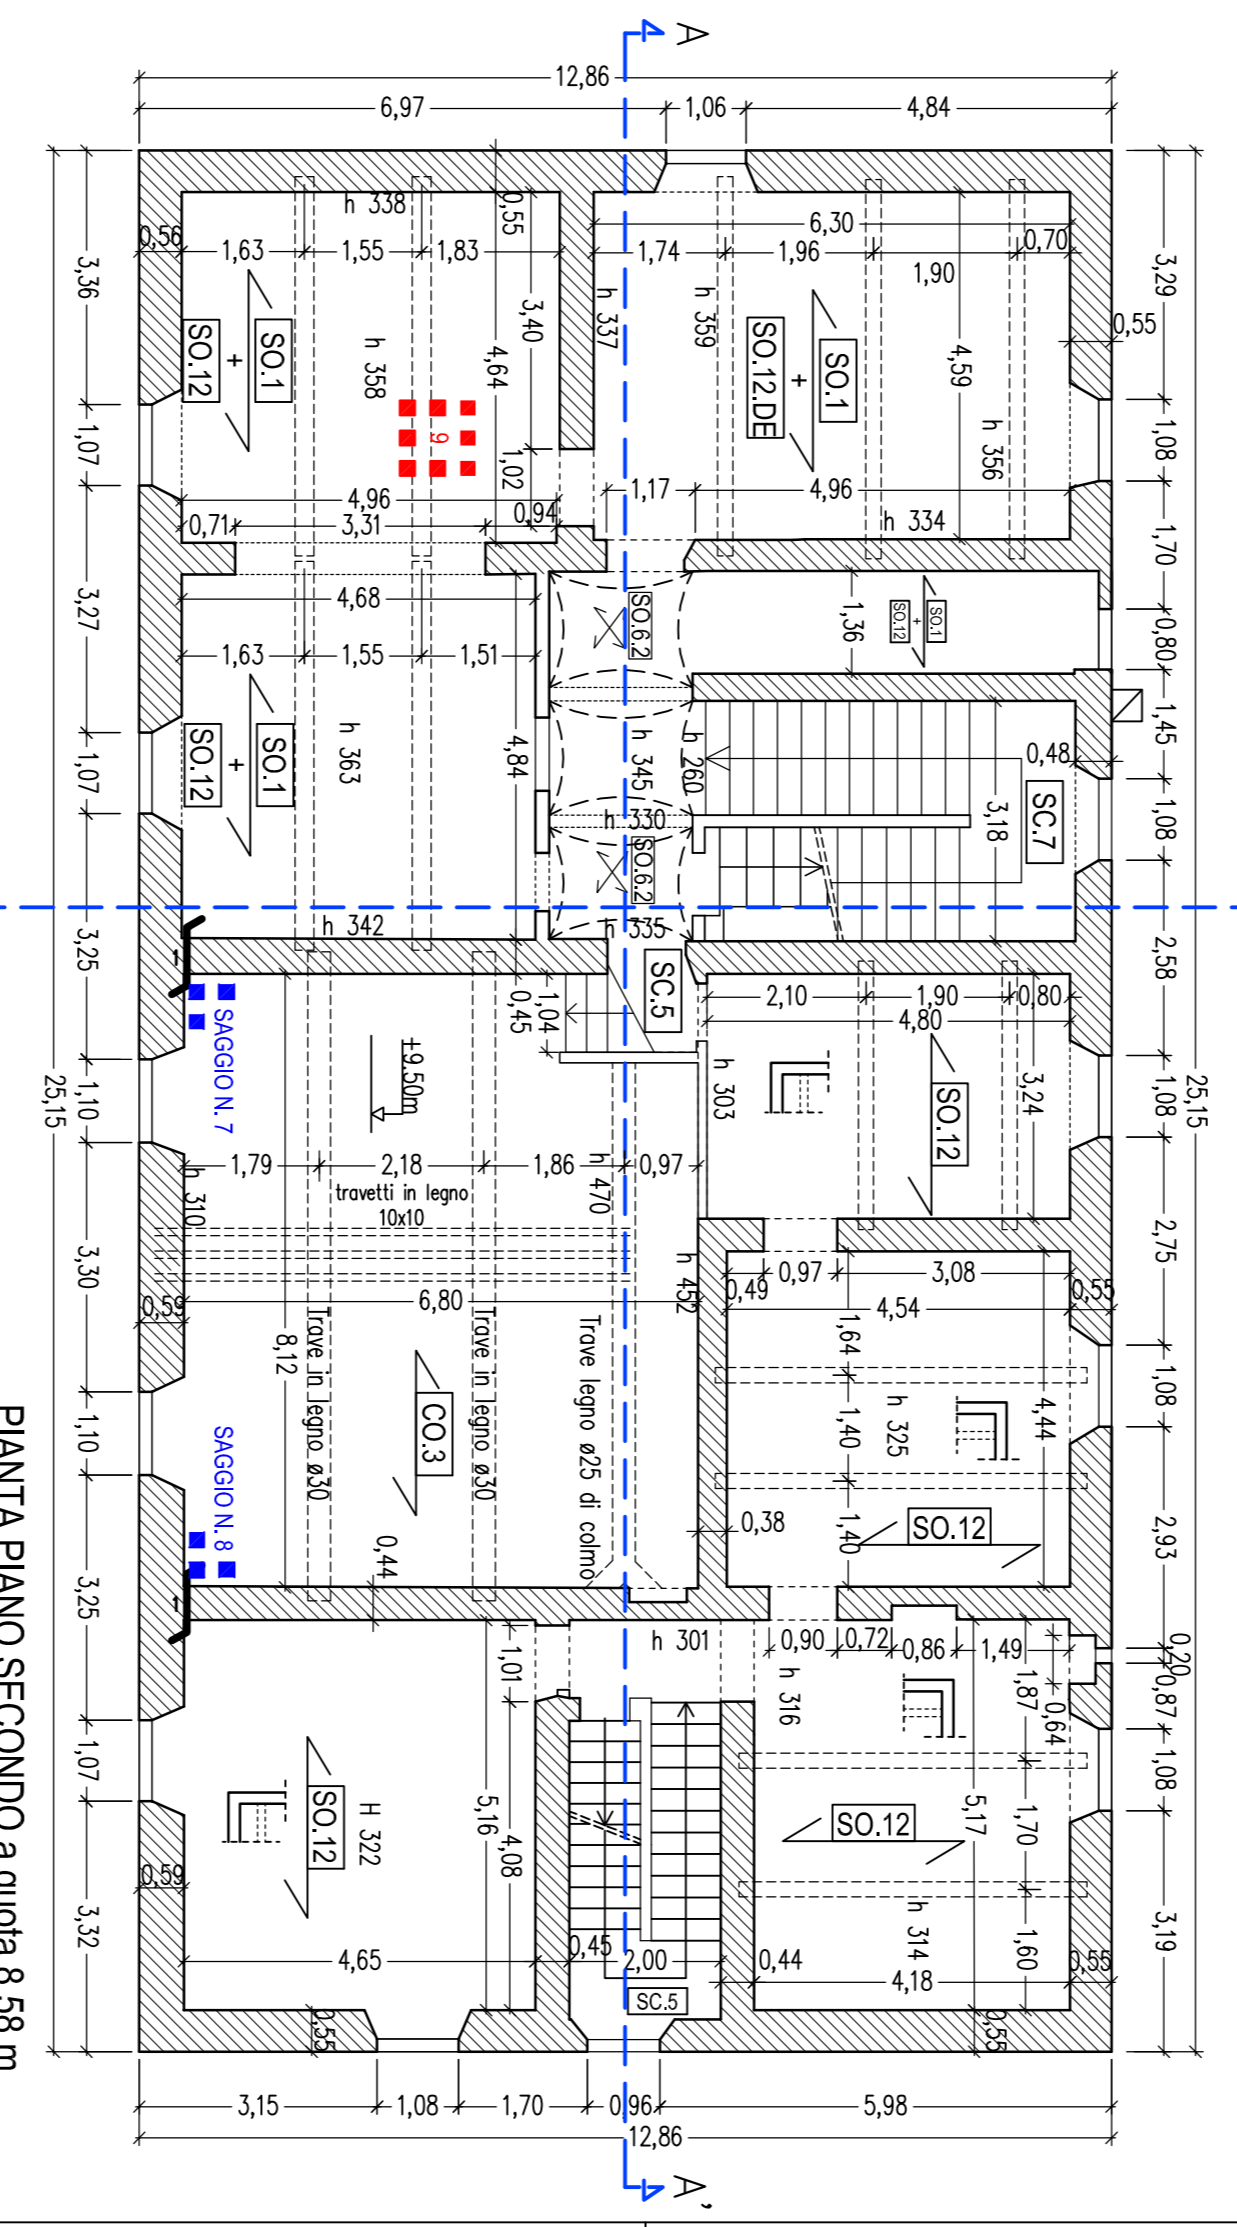 A
12,86
6,97
1,06
4,84
h 338
0,55
6,30
0,56
1,63
1,55
1,83
1,74
1,96
0,70
1,90
3,36
3,29
0,55
3,40
h 337
h 359
4,64
h 358
4,59
SO.1
+
SO.12
SO.1
+
SO.12.DE
h 356
9
1,07
1,02
1,08
4,96
1,17
4,96
0,71
3,31
0,94
h 334
1,70
3,27
4,68
SO.6.2
1,36
SO.1
+
SO.12
0,80
1,63
1,55
1,51
1,45
SO.1
+
SO.12
h 363
4,84
h 345
h 260
0,48
1,07
3,18
SC.7
1,08
h 330
SO.6.2
h 342
h 335
3,25
2,58
1
SAGGIO N. 7
0,45
1,04
SC.5
2,10
1,90
0,80
4,80
+9.50m
h 303
3,24
SO.12
1,10
25,15
1,08
25,15
1,79
2,18
1,86
0,97
h 310
travetti in legno
10x10
h 470
3,30
2,75
h 452
0,49
0,97
3,08
0,59
6,80
4,54
0,55
8,12
Trave in legno ø30
Trave in legno ø30
Trave legno ø25 di colmo
1,64
1,08
CO.3
1,40
h 325
4,44
1,10
SAGGIO N. 8
0,38
SO.12
2,93
0,44
1,40
3,25
1
h 301
0,90
0,72
0,86
1,49
0,20
0,87
1,01
h 316
1,87
0,64
1,07
1,08
SO.12
H 322
5,16
4,08
SO.12
5,17
1,70
0,59
3,32
h 314
3,19
4,65
0,45
2,00
0,44
4,18
1,60
0,55
SC.5
0,55
0,55
3,15
1,08
1,70
0,96
5,98
12,86
A'
PIANTA PIANO SECONDO a quota 8,58 m